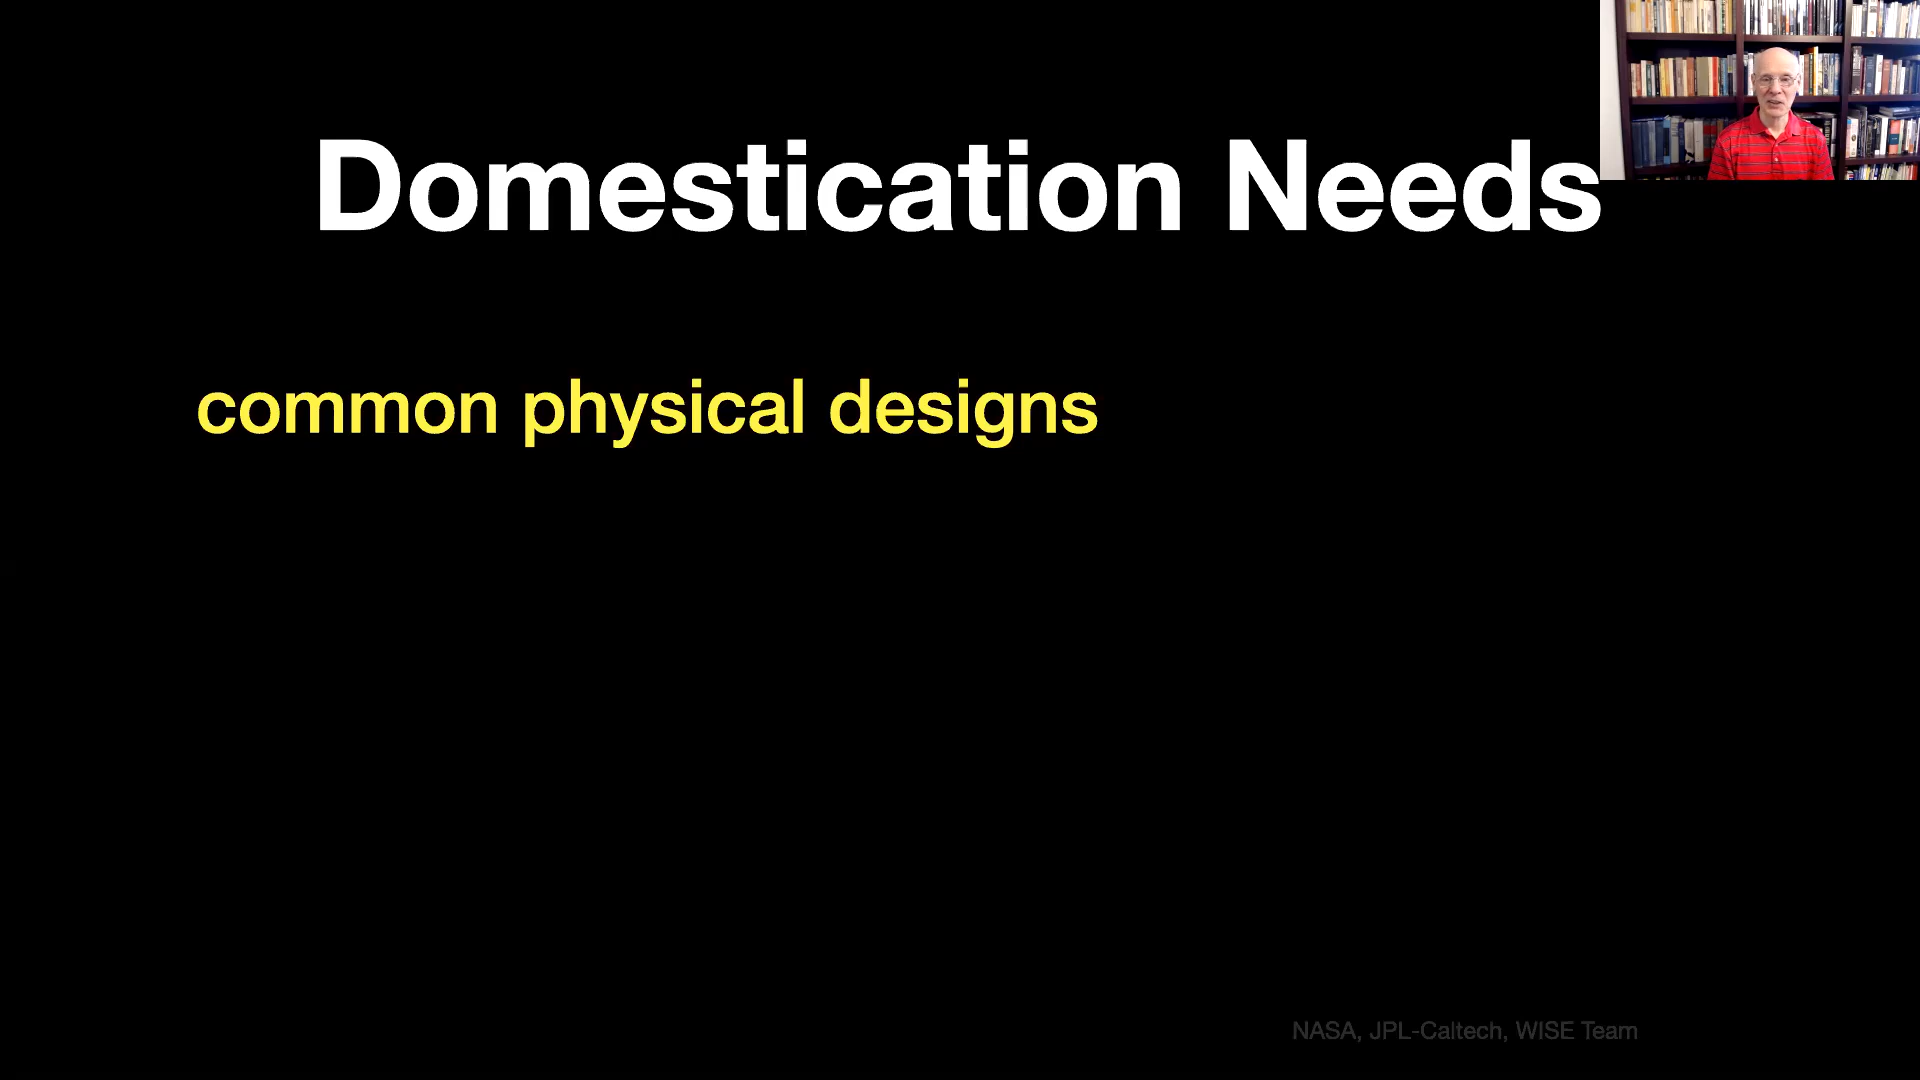 Domestication Needs
common physical designs
NASA, JPL-Caltech, WISE Team